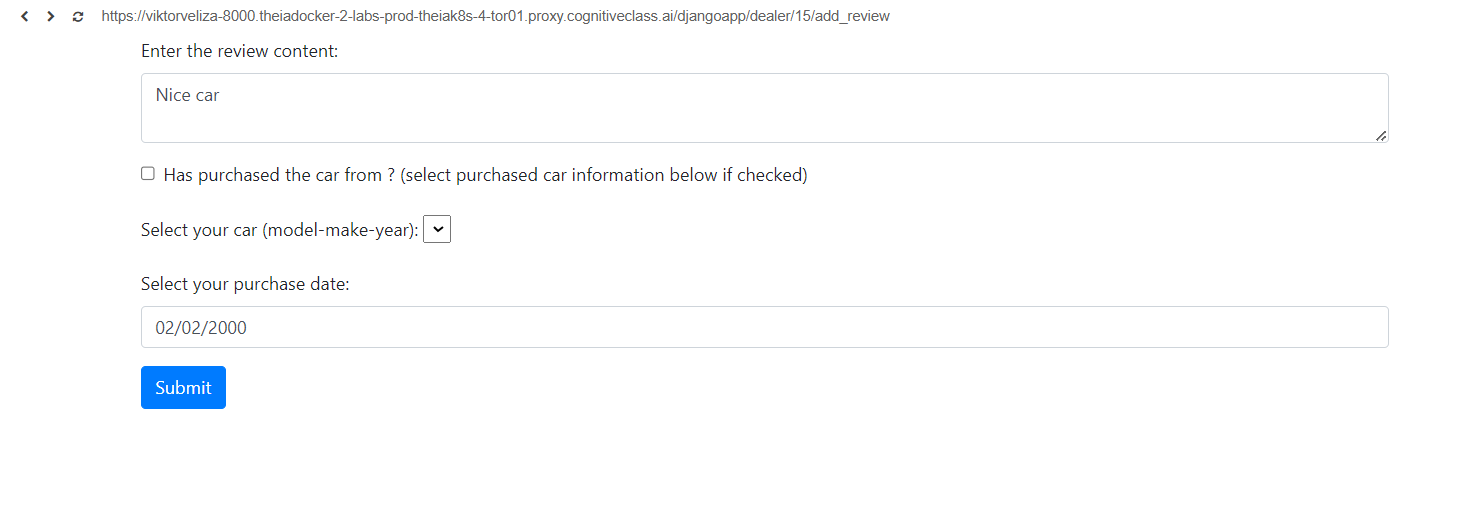 https://viktorveliza-8000.theiadocker-2-labs-prod-theiak8s-4-tor01.proxy.cognitiveclass.ai/djangoapp/dealer/15/add_review
Enter the review content:
Nice car
Has purchased the car from ? (select purchased car information below if checked)
Select your car (model-make-year):
Select your purchase date:
02/02/2000
Submit